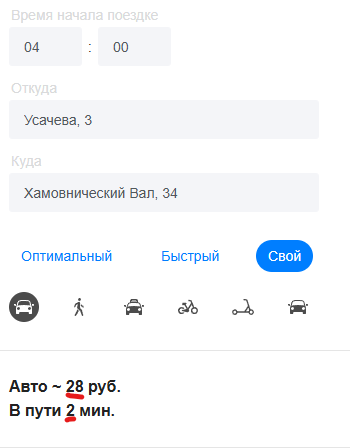 Время начала поездке
04 : 00
Откуда
Усачева, 3
Куда
Хамовнический Вал, 34
Оптимальный Быстрый Свой
Авто ~ 28 руб.
В пути 2 мин.